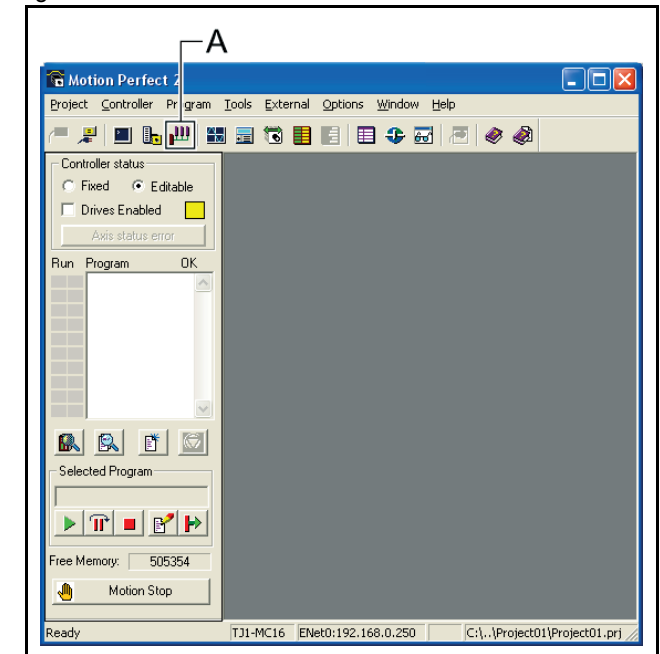 A
Motion Perfect 2
Project Controller Program Tools External Options Window Help
Controller status
Fixed Editable
Drives Enabled
Axis status error
Run Program OK
Selected Program
Free Memory: 505354
Motion Stop
Ready TJ1-MC16 ENet0:192.168.0.250 C:\..\Project01\Project01.prj